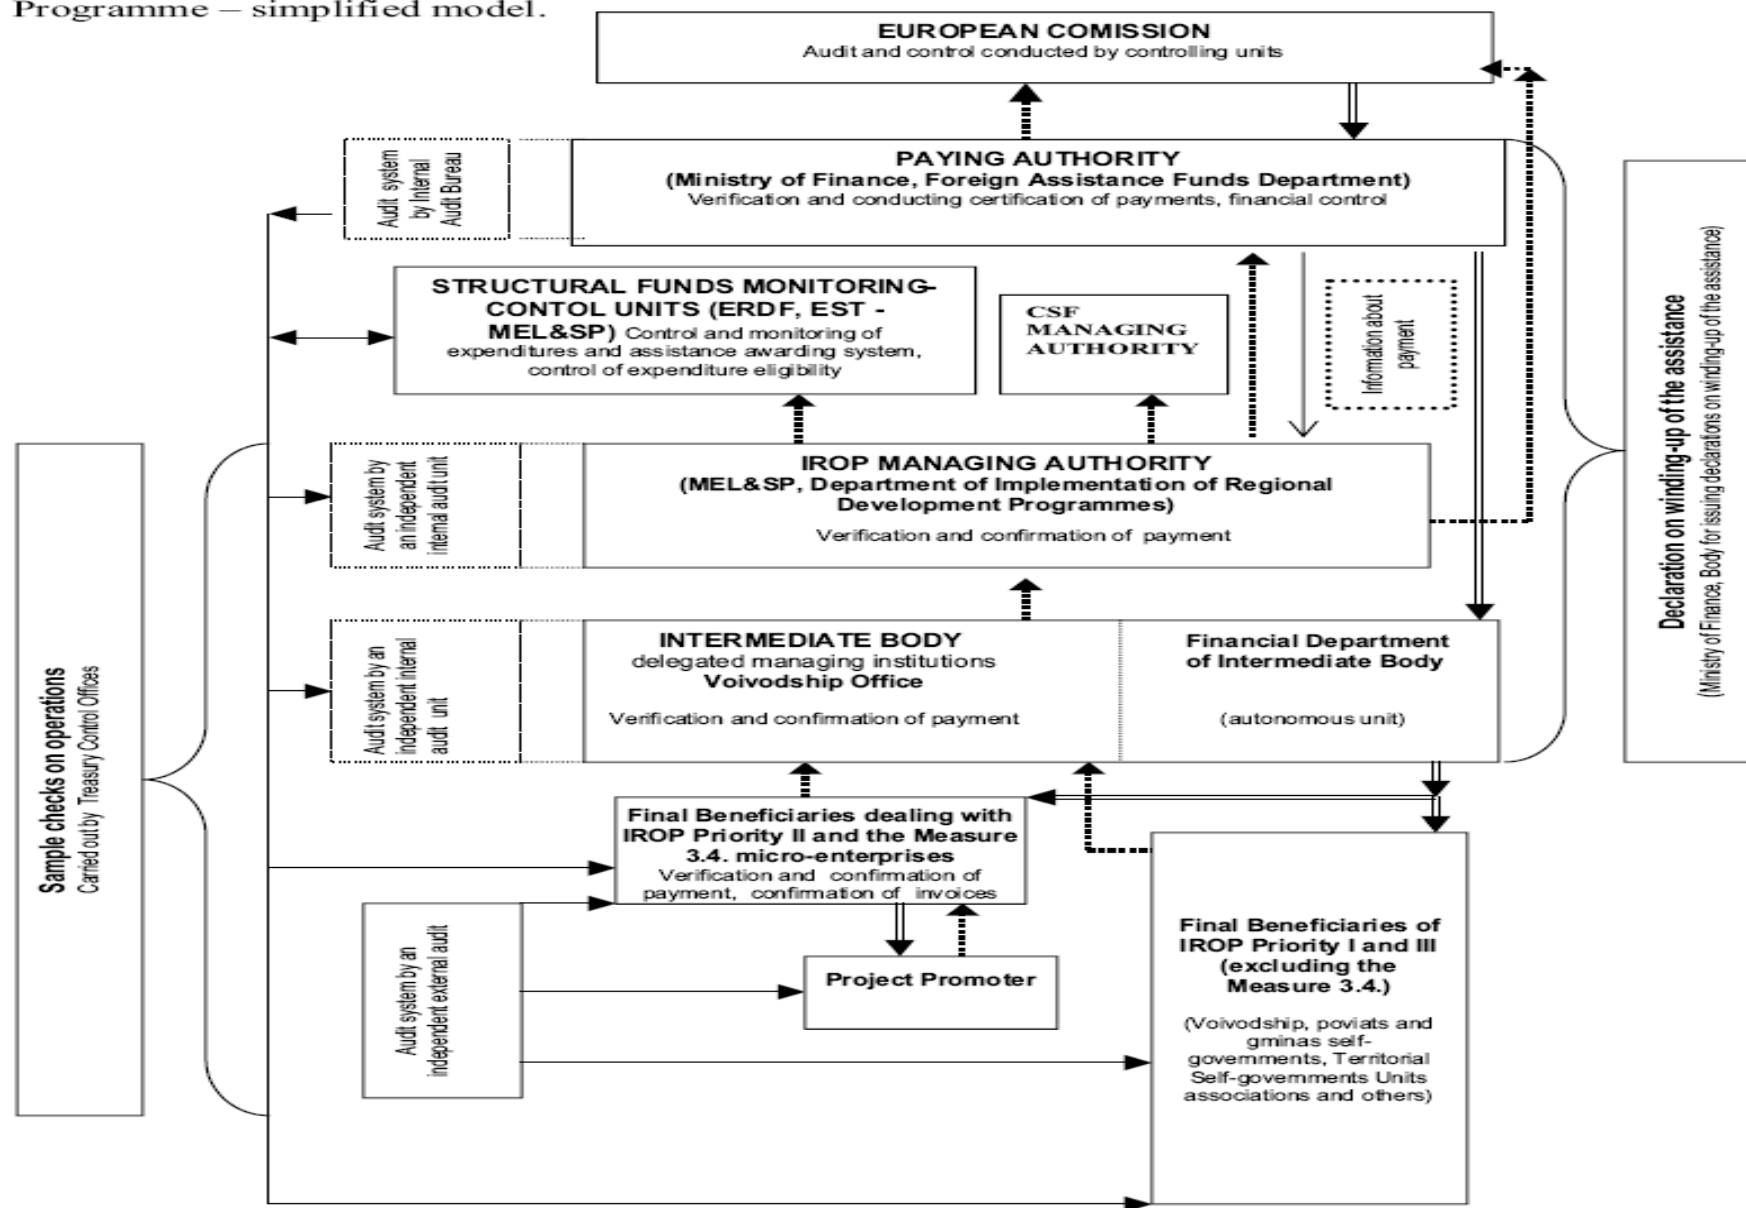 Programme – simplified model.
EUROPEAN COMISSION
Audit and control conducted by controlling units
PAYING AUTHORITY
(Ministry of Finance, Foreign Assistance Funds Department)
Verification and conducting certification of payments, financial control
Audit system
by Internal
Audit Bureau
STRUCTURAL FUNDS MONITORING-
CONTOL UNITS (ERDF, EST -
MEL&SP) Control and monitoring of
expenditures and assistance awarding system,
control of expenditure eligibility
CSF
MANAGING
AUTHORITY
Information about
payment
IROP MANAGING AUTHORITY
(MEL&SP, Department of Implementation of Regional
Development Programmes)
Verification and confirmation of payment
Audit system by
an independent
internal audit unit
INTERMEDIATE BODY
delegated managing institutions
Voivodship Office
Verification and confirmation of payment
Financial Department
of Intermediate Body
(autonomous unit)
Audit system by an
independent internal
audit unit
Final Beneficiaries dealing with
IROP Priority II and the Measure
3.4. micro-enterprises
Verification and confirmation of
payment, confirmation of invoices
Project Promoter
Audit system by an
independent external audit
Final Beneficiaries of
IROP Priority I and III
(excluding the
Measure 3.4.)
(Voivodship, poviats and
gminas self-
governments, Territorial
Self-governments Units
associations and others)
Sample checks on operations
Carried out by Treasury Control Offices
Declaration on winding-up of the assistance
(Ministry of Finance, Body for issuing declarations on winding-up of the assistance)